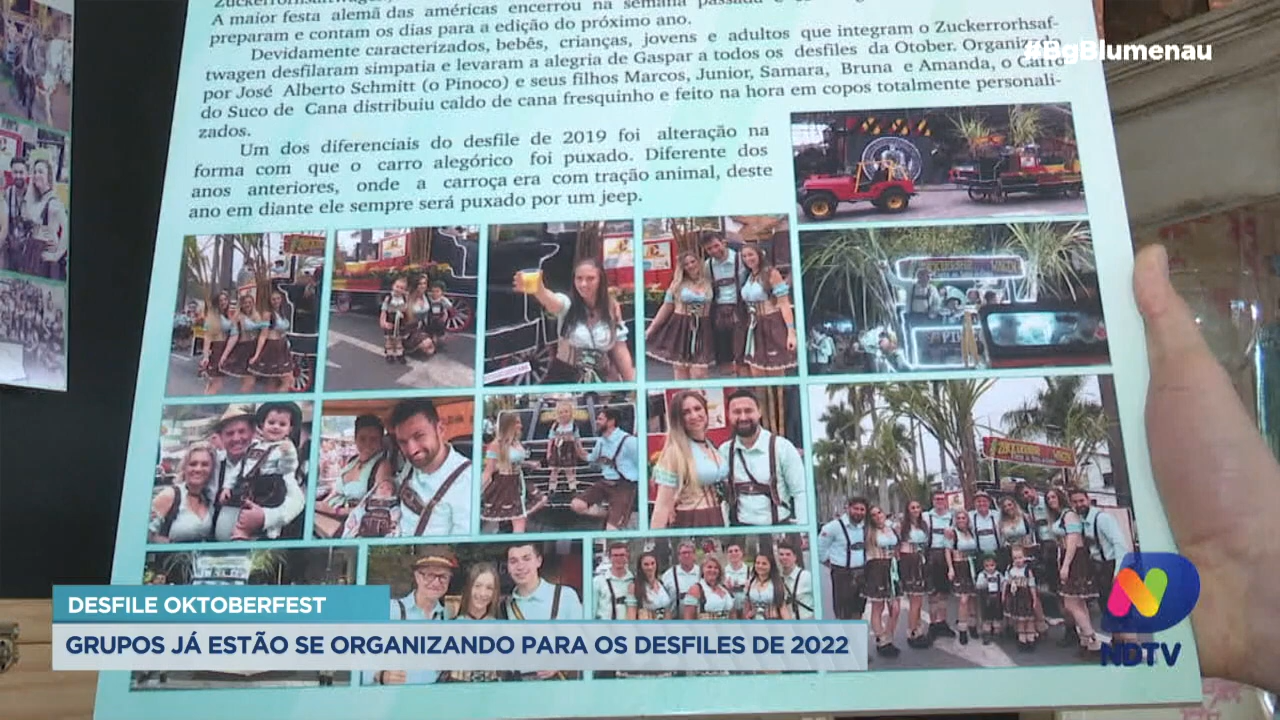 A maior festa alemã das américas encerrou na semana passada e
preparam e contam os dias para a edição do próximo ano.
Devidamente caracterizados, bebês, crianças, jovens e adultos que integram o Zuckerrorhsaf-
twagen desfilaram simpatia e levaram a alegria de Gaspar a todos os desfiles da Otober. Organizado
por José Alberto Schmitt (o Pinoco) e seus filhos Marcos, Junior, Samara, Bruna e Amanda, o Carro
do Suco de Cana distribuiu caldo de cana fresquinho e feito na hora em copos totalmente personali-
zados.
Um dos diferenciais do desfile de 2019 foi alteração na
forma com que o carro alegórico foi puxado. Diferente dos
anos anteriores, onde a carroça era com tração animal, deste
ano em diante ele sempre será puxado por um jeep.
#BgBlumenau
DESFILE OKTOBERFEST
GRUPOS JÁ ESTÃO SE ORGANIZANDO PARA OS DESFILES DE 2022
NDTV